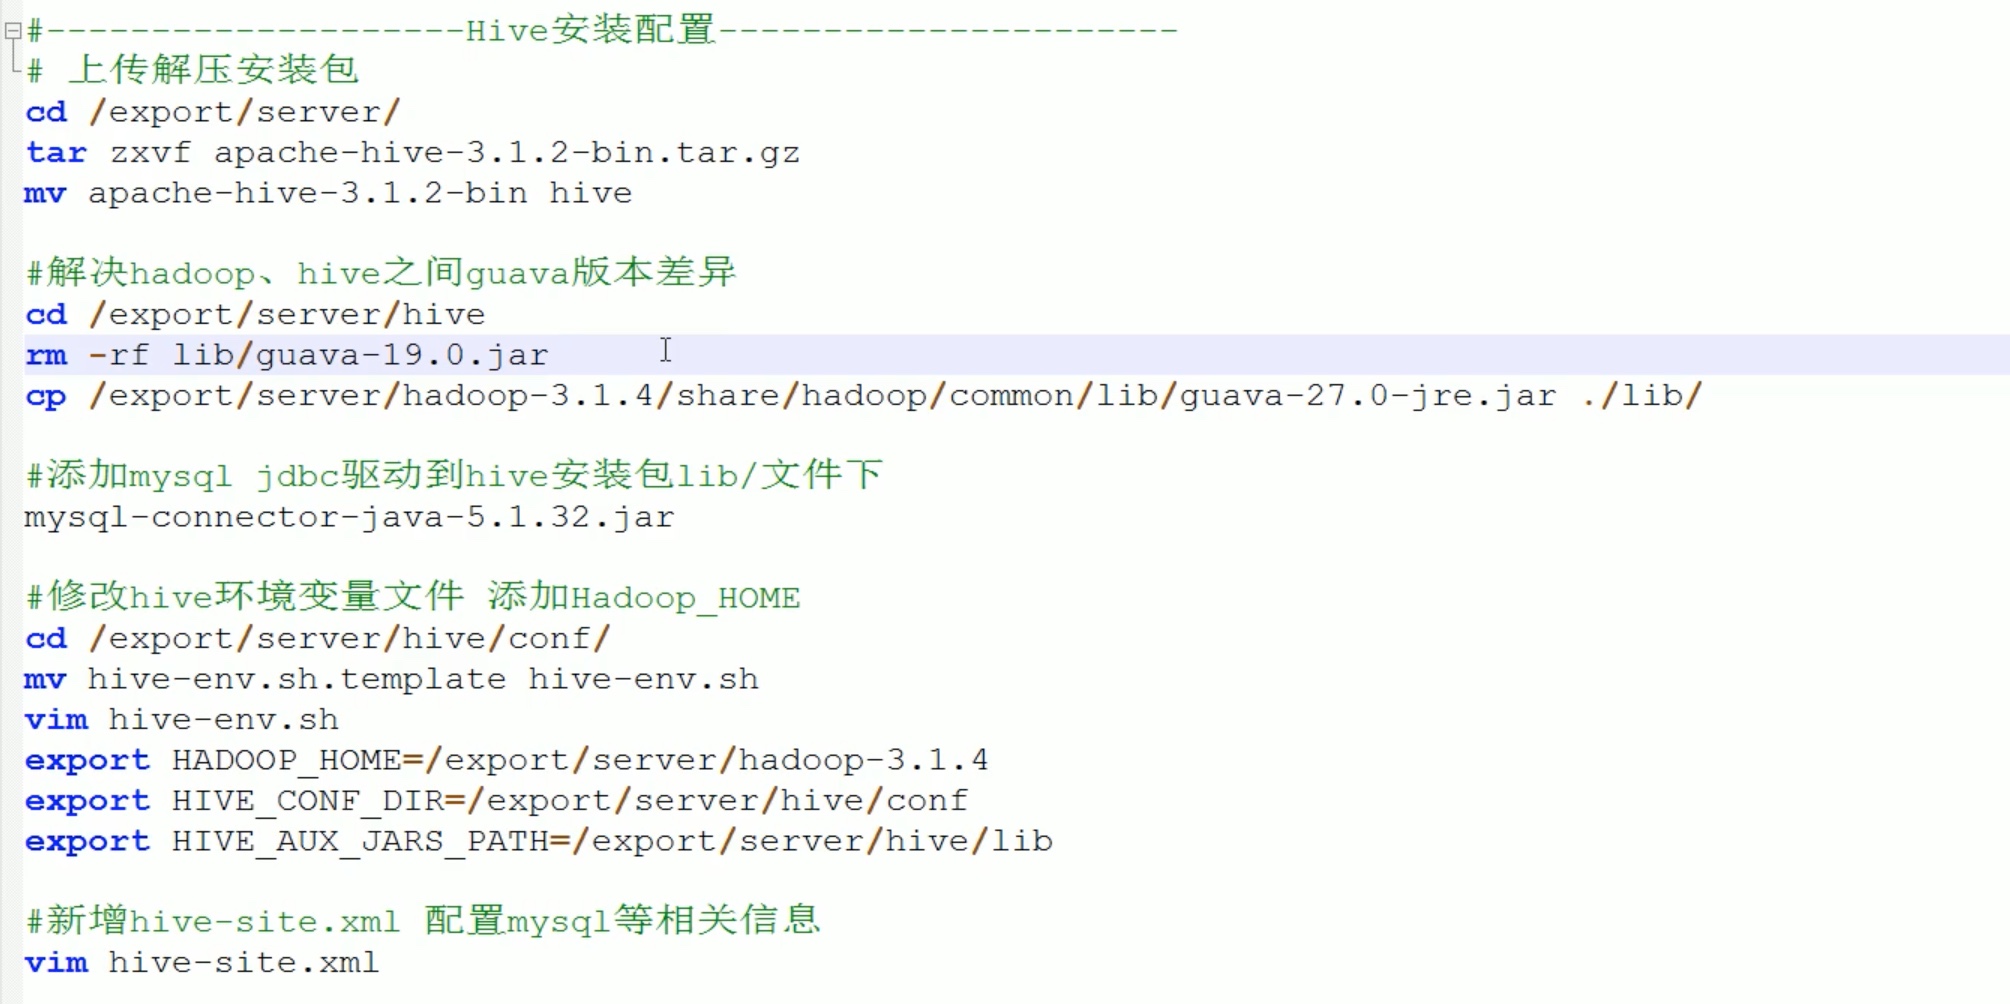 #--------------------Hive安装配置----------------------
# 上传解压安装包
cd /export/server/
tar zxvf apache-hive-3.1.2-bin.tar.gz
mv apache-hive-3.1.2-bin hive
#解决hadoop、hive之间guava版本差异
cd /export/server/hive
rm -rf lib/guava-19.0.jar
cp /export/server/hadoop-3.1.4/share/hadoop/common/lib/guava-27.0-jre.jar ./lib/
#添加mysql jdbc驱动到hive安装包lib/文件下
mysql-connector-java-5.1.32.jar
#修改hive环境变量文件 添加Hadoop_HOME
cd /export/server/hive/conf/
mv hive-env.sh.template hive-env.sh
vim hive-env.sh
export HADOOP_HOME=/export/server/hadoop-3.1.4
export HIVE_CONF_DIR=/export/server/hive/conf
export HIVE_AUX_JARS_PATH=/export/server/hive/lib
#新增hive-site.xml 配置mysql等相关信息
vim hive-site.xml